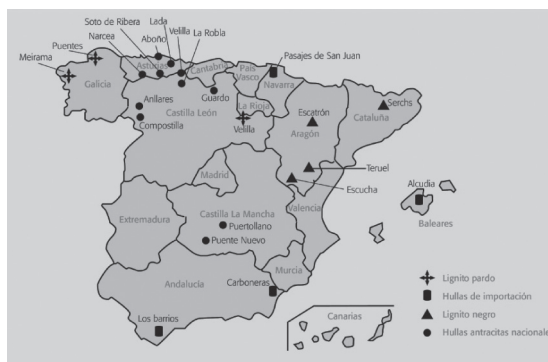 Soto de Ribera
Lada
Velilla
La Robla
Narcea
Aboño
Puentes
Meirama
Pasajes de San Juan
Galicia
Asturias
Cantabria
País
Vasco
Navarra
Anllares
Guardo
Compostilla
Castilla León
La Rioja
Velilla
Escatrón
Aragón
Cataluña
Serchs
Teruel
Escucha
Madrid
Valencia
Alcudia
Baleares
Extremadura
Castilla La Mancha
Puertollano
Puente Nuevo
Murcia
Andalucía
Carboneras
Los barrios
Canarias
Lignito pardo
Hullas de importación
Lignito negro
Hullas antracitas nacionale